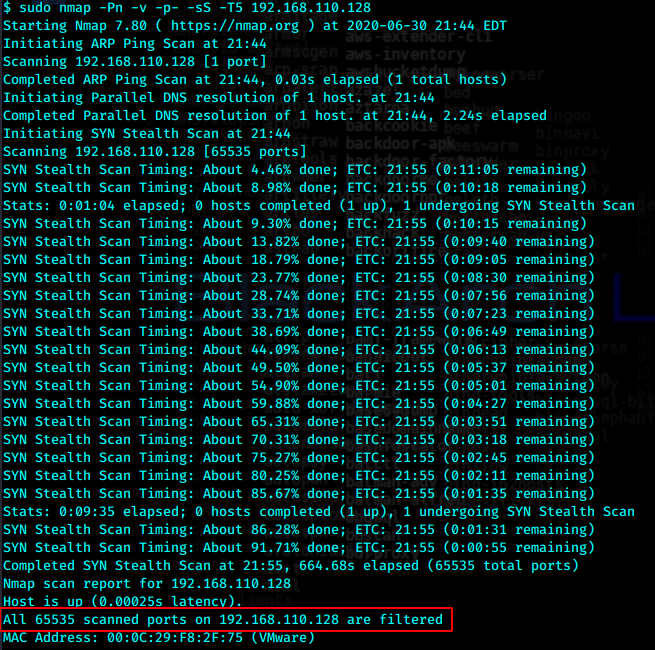 $ sudo nmap -Pn -v -p- -sS -T5 192.168.110.128
Starting Nmap 7.80 ( https://nmap.org ) at 2020-06-30 21:44 EDT
Initiating ARP Ping Scan at 21:44
Scanning 192.168.110.128 [1 port]
Completed ARP Ping Scan at 21:44, 0.03s elapsed (1 total hosts)
Initiating Parallel DNS resolution of 1 host. at 21:44
Completed Parallel DNS resolution of 1 host. at 21:44, 2.24s elapsed
Initiating SYN Stealth Scan at 21:44
Scanning 192.168.110.128 [65535 ports]
SYN Stealth Scan Timing: About 4.46% done; ETC: 21:55 (0:11:05 remaining)
SYN Stealth Scan Timing: About 8.98% done; ETC: 21:55 (0:10:18 remaining)
Stats: 0:01:04 elapsed; 0 hosts completed (1 up), 1 undergoing SYN Stealth Scan
SYN Stealth Scan Timing: About 9.30% done; ETC: 21:55 (0:10:15 remaining)
SYN Stealth Scan Timing: About 13.82% done; ETC: 21:55 (0:09:40 remaining)
SYN Stealth Scan Timing: About 18.79% done; ETC: 21:55 (0:09:05 remaining)
SYN Stealth Scan Timing: About 23.77% done; ETC: 21:55 (0:08:30 remaining)
SYN Stealth Scan Timing: About 28.74% done; ETC: 21:55 (0:07:56 remaining)
SYN Stealth Scan Timing: About 33.71% done; ETC: 21:55 (0:07:23 remaining)
SYN Stealth Scan Timing: About 38.69% done; ETC: 21:55 (0:06:49 remaining)
SYN Stealth Scan Timing: About 44.09% done; ETC: 21:55 (0:06:13 remaining)
SYN Stealth Scan Timing: About 49.50% done; ETC: 21:55 (0:05:37 remaining)
SYN Stealth Scan Timing: About 54.90% done; ETC: 21:55 (0:05:01 remaining)
SYN Stealth Scan Timing: About 59.88% done; ETC: 21:55 (0:04:27 remaining)
SYN Stealth Scan Timing: About 65.31% done; ETC: 21:55 (0:03:51 remaining)
SYN Stealth Scan Timing: About 70.31% done; ETC: 21:55 (0:03:18 remaining)
SYN Stealth Scan Timing: About 75.27% done; ETC: 21:55 (0:02:45 remaining)
SYN Stealth Scan Timing: About 80.25% done; ETC: 21:55 (0:02:11 remaining)
SYN Stealth Scan Timing: About 85.67% done; ETC: 21:55 (0:01:35 remaining)
Stats: 0:09:35 elapsed; 0 hosts completed (1 up), 1 undergoing SYN Stealth Scan
SYN Stealth Scan Timing: About 86.28% done; ETC: 21:55 (0:01:31 remaining)
SYN Stealth Scan Timing: About 91.71% done; ETC: 21:55 (0:00:55 remaining)
Completed SYN Stealth Scan at 21:55, 664.68s elapsed (65535 total ports)
Nmap scan report for 192.168.110.128
Host is up (0.00025s latency).
All 65535 scanned ports on 192.168.110.128 are filtered
MAC Address: 00:0C:29:F8:2F:75 (VMware)
aws-extender-cli
aws-inventory
backcookie
backdoor-apk
backdoor-factory
beef
binnavi
binproxy